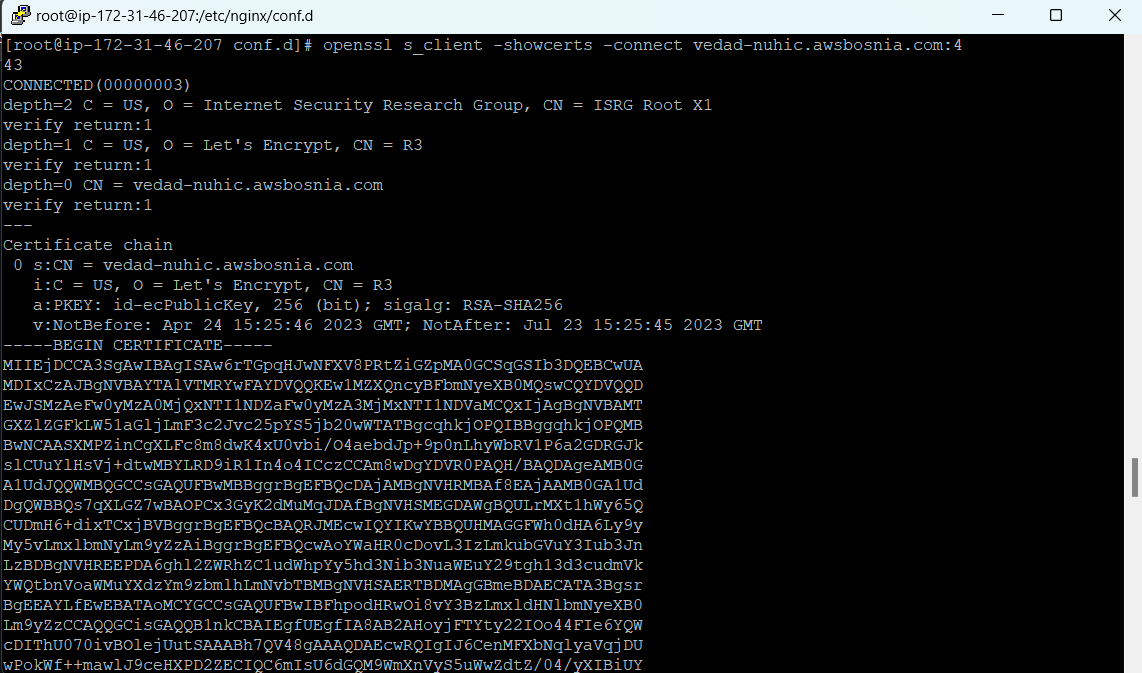 root@ip-172-31-46-207:/etc/nginx/conf.d
[root@ip-172-31-46-207 conf.d]# openssl s_client -showcerts -connect vedad-nuhic.awsbosnia.com:4
43
CONNECTED(00000003)
depth=2 C = US, O = Internet Security Research Group, CN = ISRG Root X1
verify return:1
depth=1 C = US, O = Let's Encrypt, CN = R3
verify return:1
depth=0 CN = vedad-nuhic.awsbosnia.com
verify return:1
---
Certificate chain
 0 s:CN = vedad-nuhic.awsbosnia.com
   i:C = US, O = Let's Encrypt, CN = R3
   a:PKEY: id-ecPublicKey, 256 (bit); sigalg: RSA-SHA256
   v:NotBefore: Apr 24 15:25:46 2023 GMT; NotAfter: Jul 23 15:25:45 2023 GMT
-----BEGIN CERTIFICATE-----
MIIEjDCCA3SgAwIBAgISAw6rTGpqHJwNFXV8PRtZiGZpMA0GCSqGSIb3DQEBCwUA
MDIxCzAJBgNVBAYTAlVTMRYwFAYDVQQKEw1MZXQncyBFbmNyeXB0MQswCQYDVQQD
EwJSMzAeFw0yMzA0MjQxNTI1NDZaFw0yMzA3MjMxNTI1NDVaMCQxIjAgBgNVBAMT
GXZlZGFkLW51aGljLmF3c2Jvc25pYS5jb20wWTATBgcqhkjOPQIBBggqhkjOPQMB
BwNCAASXMPZinCgXLFc8m8dwK4xU0vbi/O4aebdJp+9p0nLhyWbRV1P6a2GDRGJk
slCUuYlHsVj+dtwMBYLRD9iR1In4o4ICczCCAm8wDgYDVR0PAQH/BAQDAgeAMB0G
A1UdJQQWMBQGCCsGAQUFBwMBBggrBgEFBQcDAjAMBgNVHRMBAf8EAjAAMB0GA1Ud
DgQWBBQs7qXLGZ7wBAOPCx3GyK2dMuMqJDAfBgNVHSMEGDAWgBQULrMXt1hWy65Q
CUDmH6+dixTCxjBVBggrBgEFBQcBAQRJMEcwIQYIKwYBBQUHMAGGFWh0dHA6Ly9y
My5vLmxlbmNyLm9yZzAiBggrBgEFBQcwAoYWaHR0cDovL3IzLmkubGVuY3Iub3Jn
LzBDBgNVHREEPDA6ghl2ZWRhZC1udWhpYy5hd3Nib3NuaWEuY29tgh13d3cudmVk
YWQtbnVoaWMuYXdzYm9zbmlhLmNvbTBMBgNVHSAERTBDMAgGBmeBDAECATA3Bgsr
BgEEAYLfEwEBATAoMCYGCCsGAQUFBwIBFhpodHRwOi8vY3BzLmxldHNlbmNyeXB0
Lm9yZzCCAQQGCisGAQQB1nkCBAIEgfUEgfIA8AB2AHoyjFTYty22IOo44FIe6YQW
cDIThU070ivBOlejUutSAAABh7QV48gAAAQDAEcwRQIgIJ6CenMFXbNqlyaVqjDU
wPokWf++mawlJ9ceHXPD2ZECIQC6mIsU6dGQM9WmXnVyS5uWwZdtZ/04/yXIBiUY